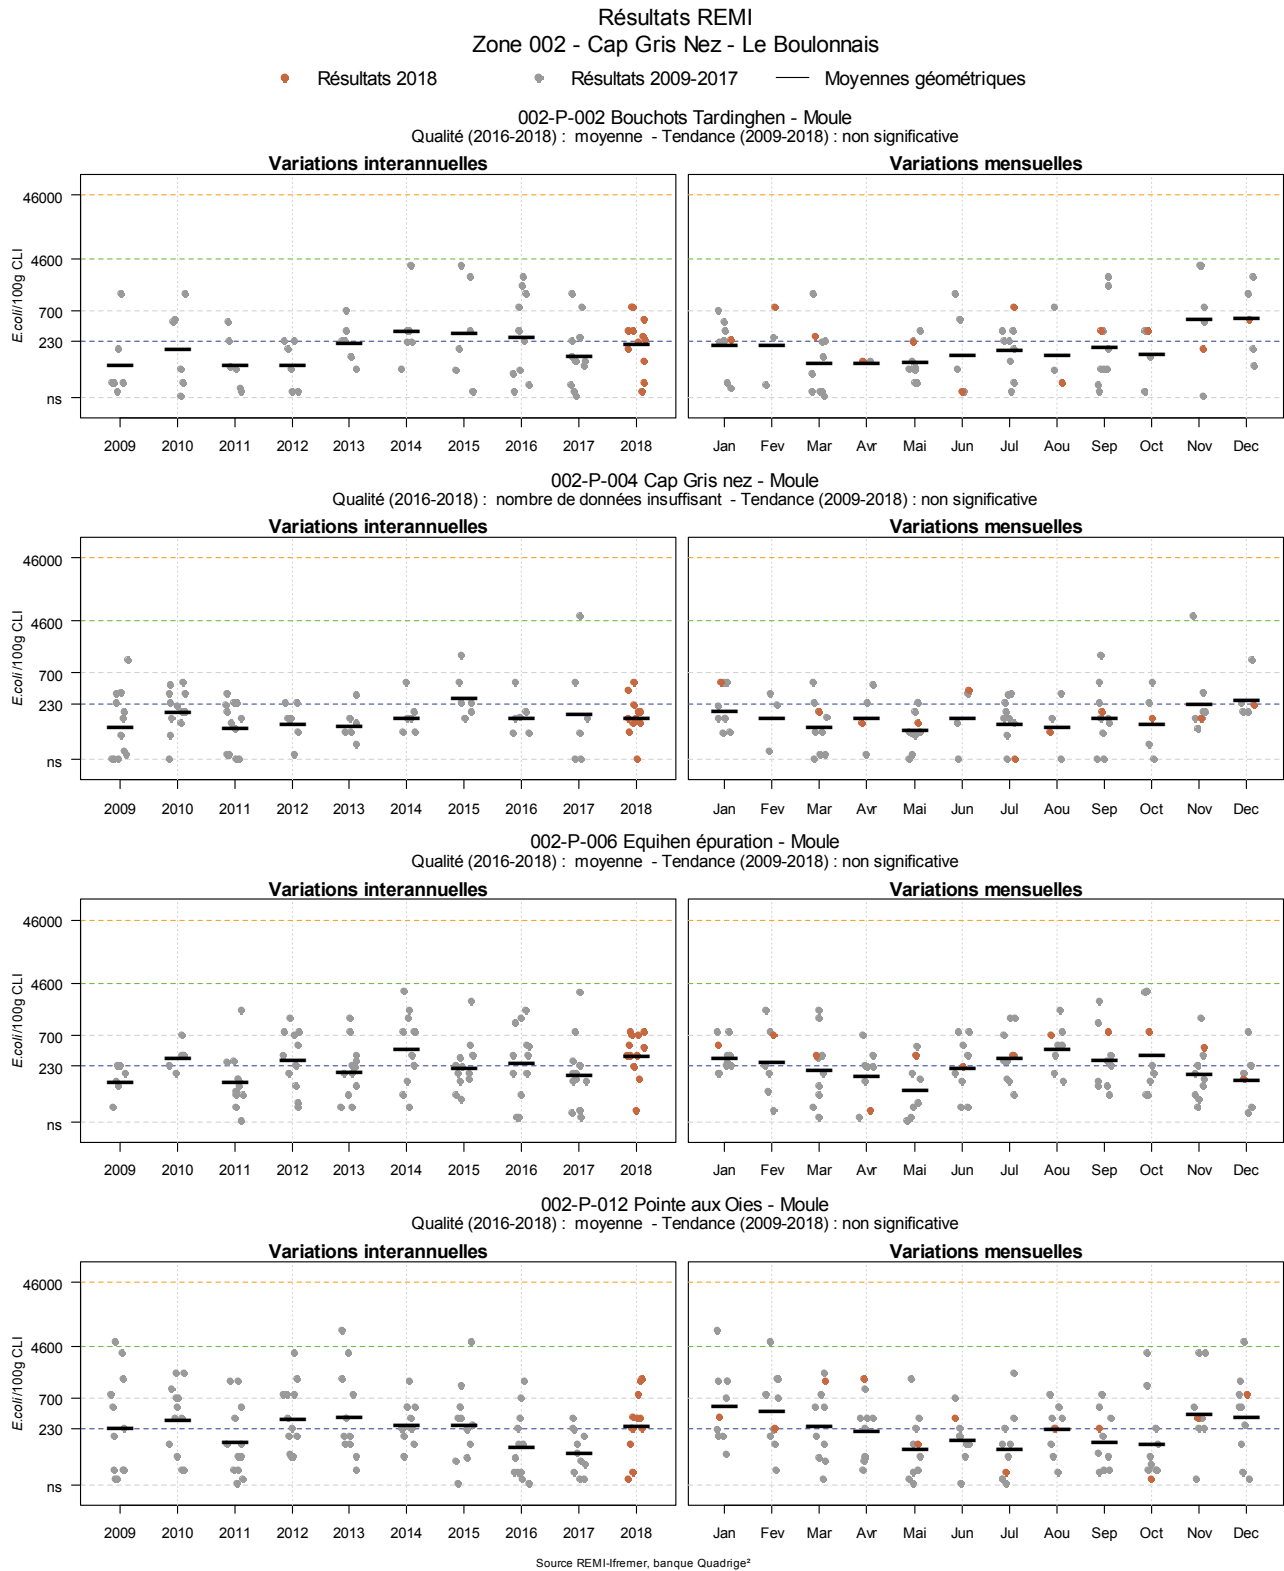 Résultats REMI
Zone 002 - Cap Gris Nez - Le Boulonnais
Résultats 2018 Résultats 2009-2017 Moyennes géométriques
002-P-002 Bouchots Tardinghen - Moule
Qualité (2016-2018) : moyenne - Tendance (2009-2018) : non significative
Variations interannuelles Variations mensuelles
E.coli/100g CLI
46000
4600
700
230
ns
2009 2010 2011 2012 2013 2014 2015 2016 2017 2018 Jan Fev Mar Avr Mai Jun Jul Aou Sep Oct Nov Dec
002-P-004 Cap Gris nez - Moule
Qualité (2016-2018) : nombre de données insuffisant - Tendance (2009-2018) : non significative
Variations interannuelles Variations mensuelles
E.coli/100g CLI
46000
4600
700
230
ns
2009 2010 2011 2012 2013 2014 2015 2016 2017 2018 Jan Fev Mar Avr Mai Jun Jul Aou Sep Oct Nov Dec
002-P-006 Equihen épuration - Moule
Qualité (2016-2018) : moyenne - Tendance (2009-2018) : non significative
Variations interannuelles Variations mensuelles
E.coli/100g CLI
46000
4600
700
230
ns
2009 2010 2011 2012 2013 2014 2015 2016 2017 2018 Jan Fev Mar Avr Mai Jun Jul Aou Sep Oct Nov Dec
002-P-012 Pointe aux Oies - Moule
Qualité (2016-2018) : moyenne - Tendance (2009-2018) : non significative
Variations interannuelles Variations mensuelles
E.coli/100g CLI
46000
4600
700
230
ns
2009 2010 2011 2012 2013 2014 2015 2016 2017 2018 Jan Fev Mar Avr Mai Jun Jul Aou Sep Oct Nov Dec
Source REMI-Ifremer, banque Quadrige²